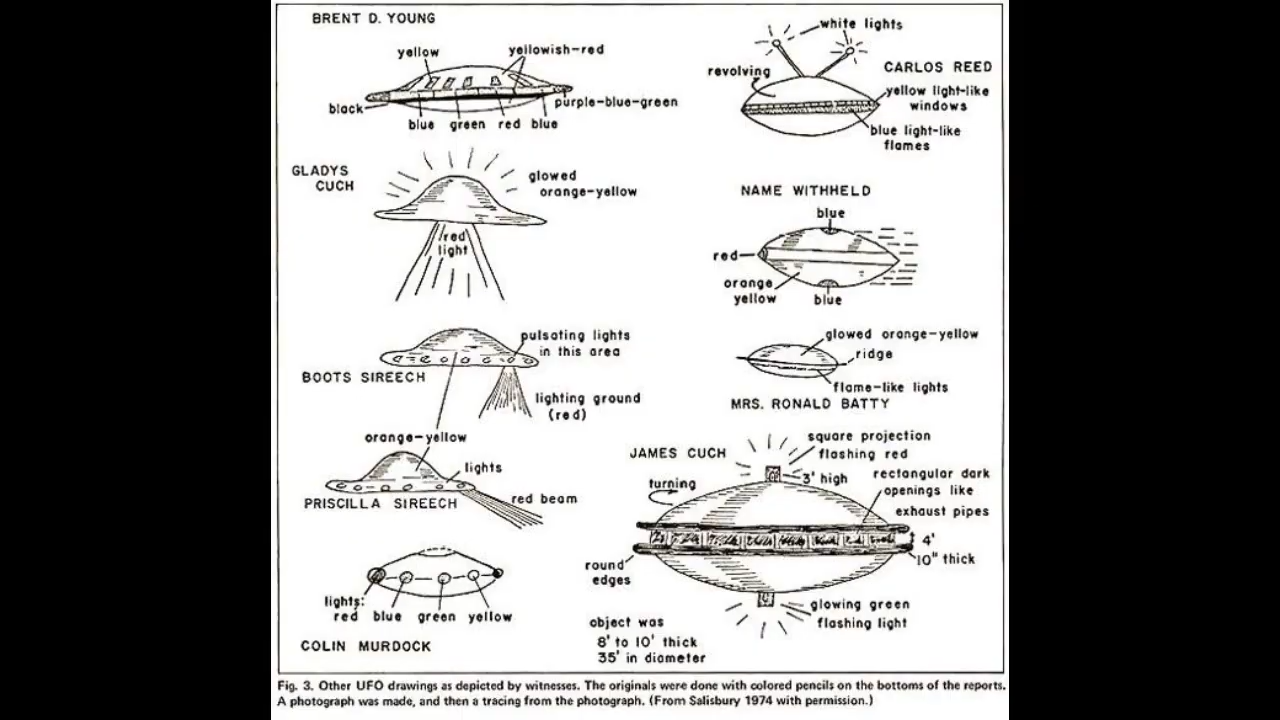 BRENT D. YOUNG
yellow
yellowish-red
black
purple-blue-green
blue green red blue
white lights
CARLOS REED
revolving
yellow light-like
windows
blue light-like
flames
GLADYS
CUCH
glowed
orange-yellow
red
light
NAME WITHHELD
blue
red
orange
yellow
blue
BOOTS SIREECH
pulsating lights
in this area
lighting ground
(red)
orange-yellow
glowed orange-yellow
ridge
flame-like lights
MRS. RONALD BATTY
lights
red beam
PRISCILLA SIREECH
JAMES CUCH
square projection
flashing red
3' high
rectangular dark
openings like
exhaust pipes
turning
4'
10" thick
round
edges
glowing green
flashing light
object was
8' to 10' thick
35' in diameter
lights:
red blue green yellow
COLIN MURDOCK
Fig. 3. Other UFO drawings as depicted by witnesses. The originals were done with colored pencils on the bottoms of the reports.
A photograph was made, and then a tracing from the photograph. (From Salisbury 1974 with permission.)